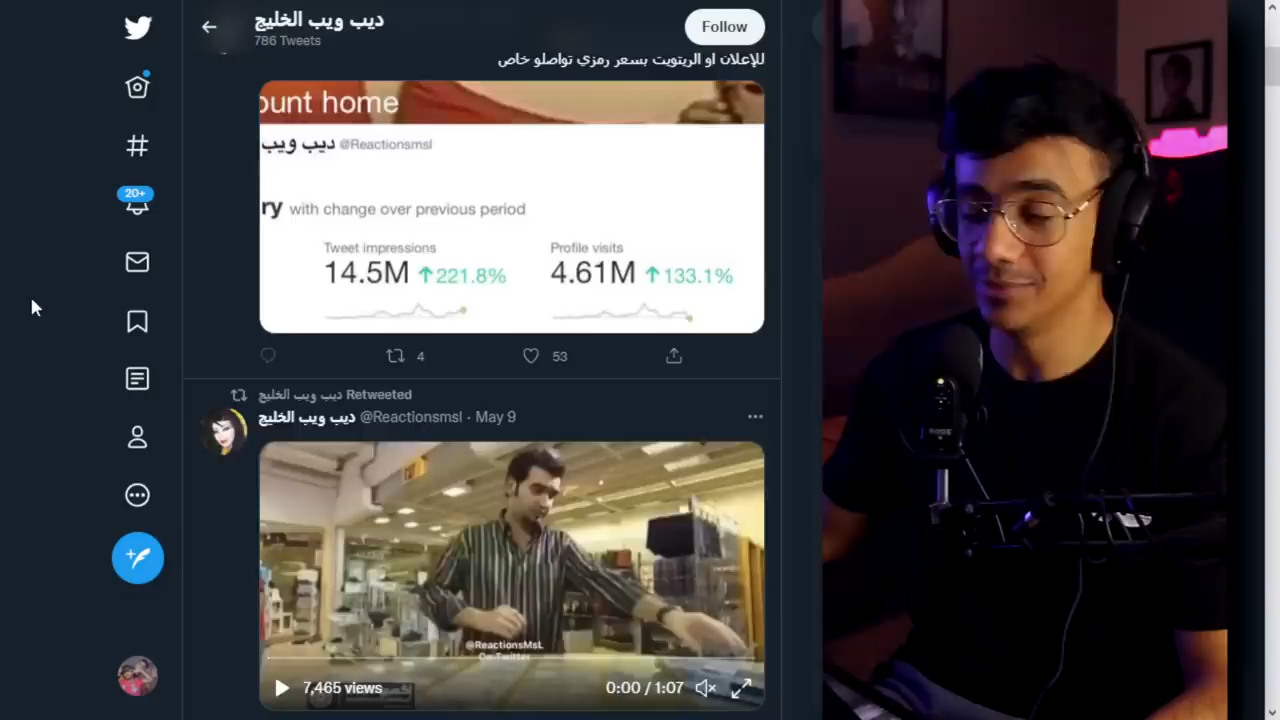 ديب ويب الخليج
786 Tweets
Follow
للإعلان او الريتويت بسعر رمزي تواصلو خاص
ount home
ديب ويب @Reactionsmsl
ry with change over previous period
Tweet impressions
14.5M 221.8%
Profile visits
4.61M 133.1%
20+
4
53
ديب ويب الخليج Retweeted
ديب ويب الخليج @Reactionsmsl · May 9
@ReactionsMsL
On Twitter
7,465 views
0:00 / 1:07